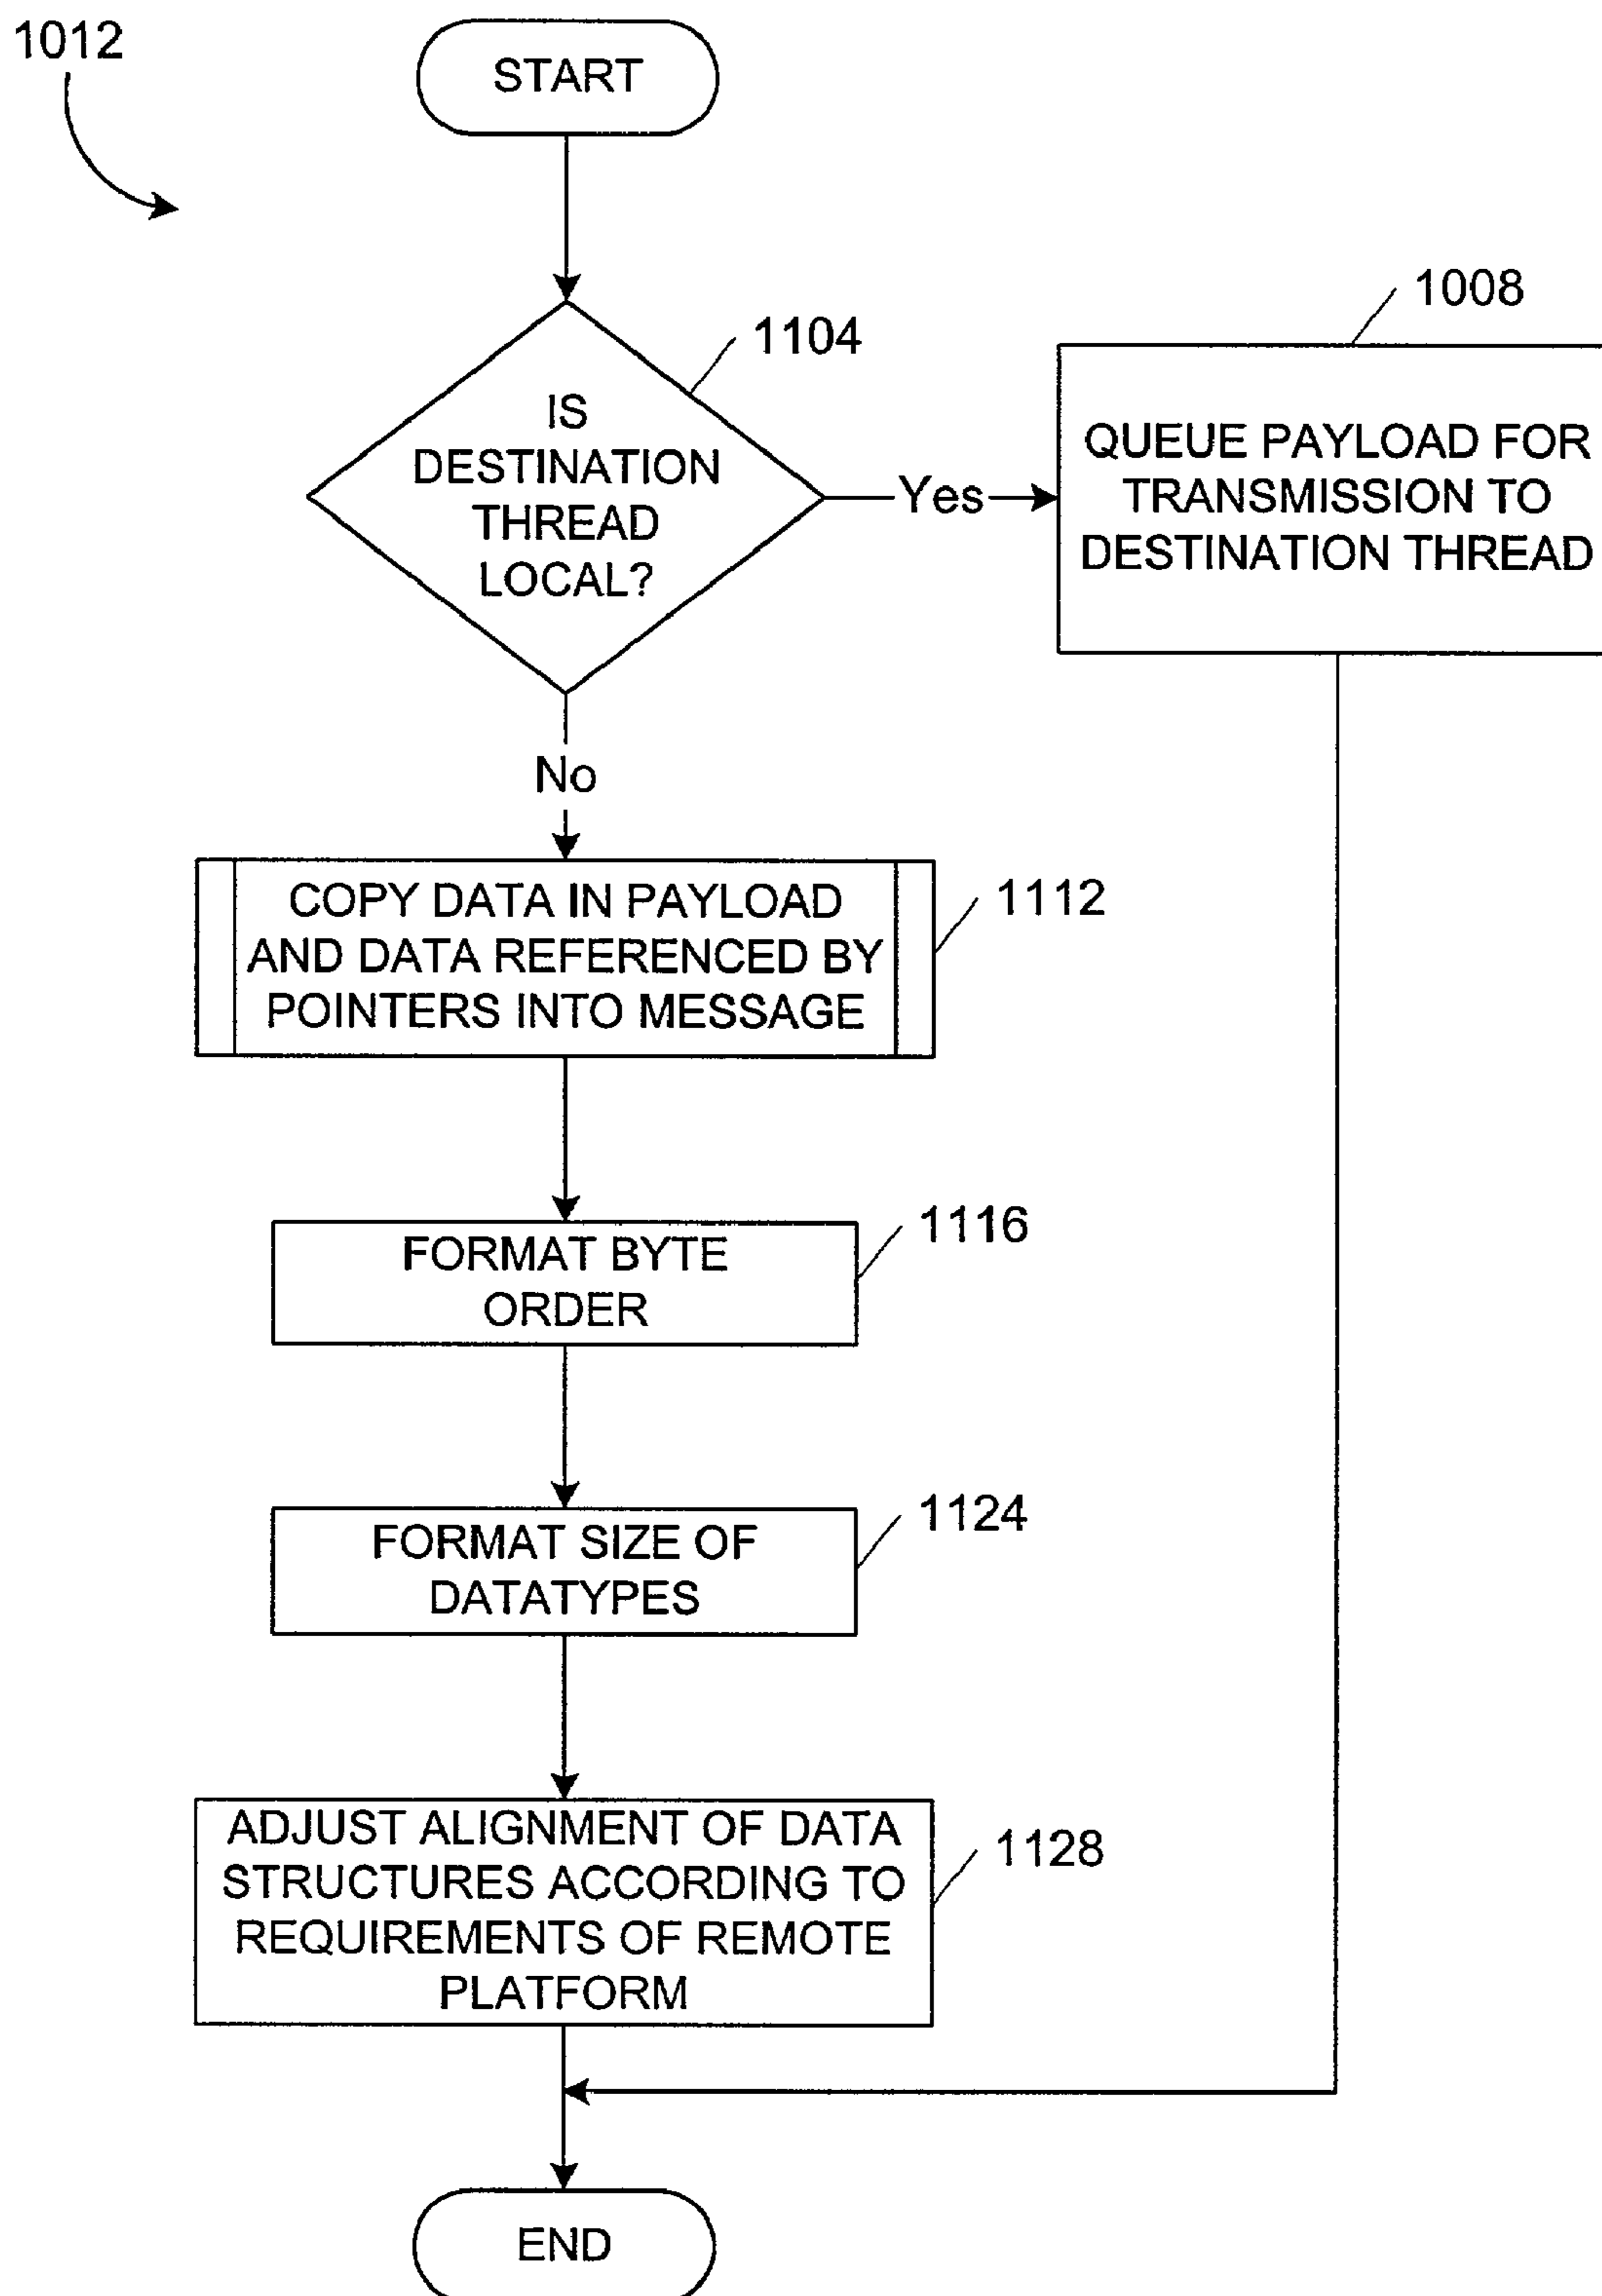 1012
START
1104
IS
DESTINATION
THREAD
LOCAL?
Yes
1008
QUEUE PAYLOAD FOR
TRANSMISSION TO
DESTINATION THREAD
No
COPY DATA IN PAYLOAD
AND DATA REFERENCED BY
POINTERS INTO MESSAGE
1112
FORMAT BYTE
ORDER
1116
FORMAT SIZE OF
DATATYPES
1124
ADJUST ALIGNMENT OF DATA
STRUCTURES ACCORDING TO
REQUIREMENTS OF REMOTE
PLATFORM
1128
END